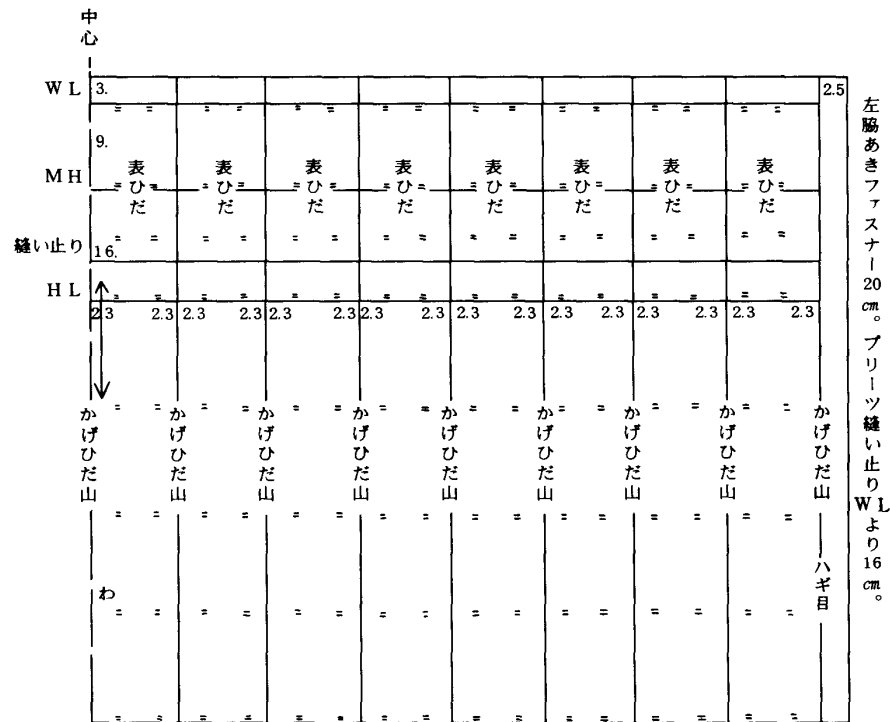 中心
WL 3. 2.5
9.
表ひだ 表ひだ 表ひだ 表ひだ 表ひだ 表ひだ 表ひだ 表ひだ
MH
縫い止り 16.
HL
2.3 2.3 2.3 2.3 2.3 2.3 2.3 2.3 2.3 2.3 2.3 2.3 2.3 2.3 2.3 2.3
かげひだ山 かげひだ山 かげひだ山 かげひだ山 かげひだ山 かげひだ山 かげひだ山 かげひだ山 かげひだ山
わ
ハギ目
左脇あきファスナー20cm。プリーツ縫い止りWLより16cm。